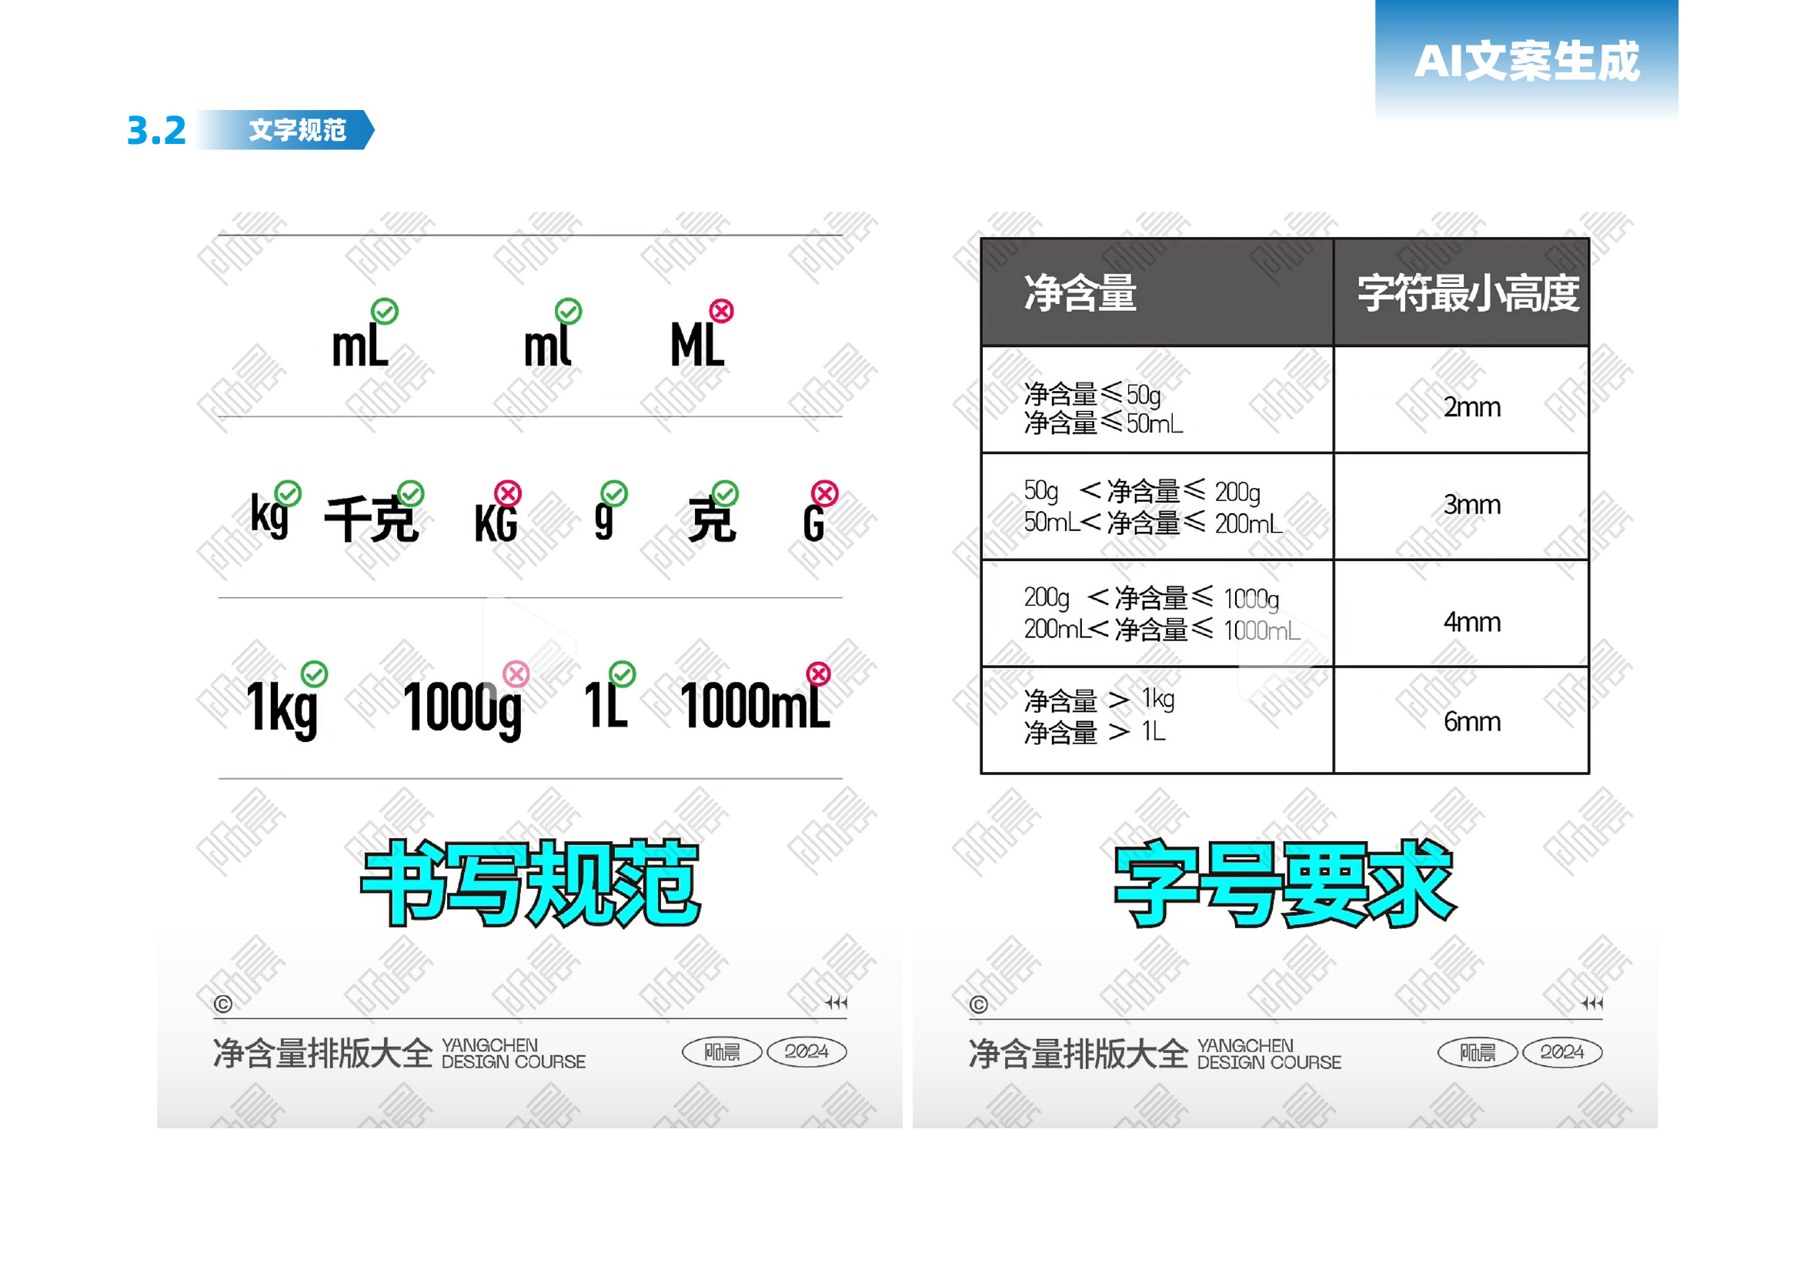 AI文案生成
3.2 文字规范
mL ml ML
kg 千克 KG g 克 G
1kg 1000g 1L 1000mL
书写规范
©
净含量排版大全 YANGCHEN
DESIGN COURSE
2024
净含量 字符最小高度
净含量≤50g
净含量≤50mL
2mm
50g <净含量≤ 200g
50mL<净含量≤ 200mL
3mm
200g <净含量≤ 1000g
200mL<净含量≤ 1000mL
4mm
净含量 > 1kg
净含量 > 1L
6mm
字号要求
©
净含量排版大全 YANGCHEN
DESIGN COURSE
2024